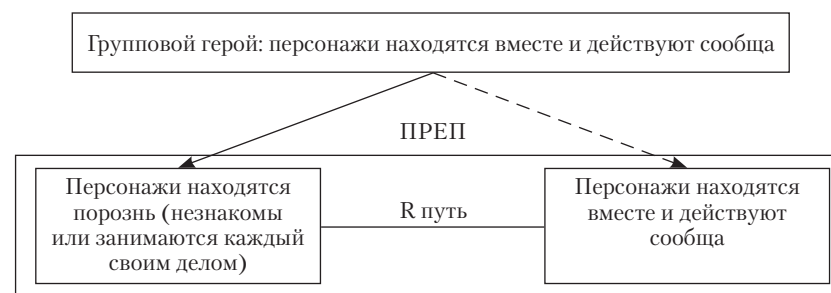 Групповой герой: персонажи находятся вместе и действуют сообща
ПРЕП
Персонажи находятся
порознь (незнакомы
или занимаются каждый
своим делом)
R путь
Персонажи находятся
вместе и действуют
сообща